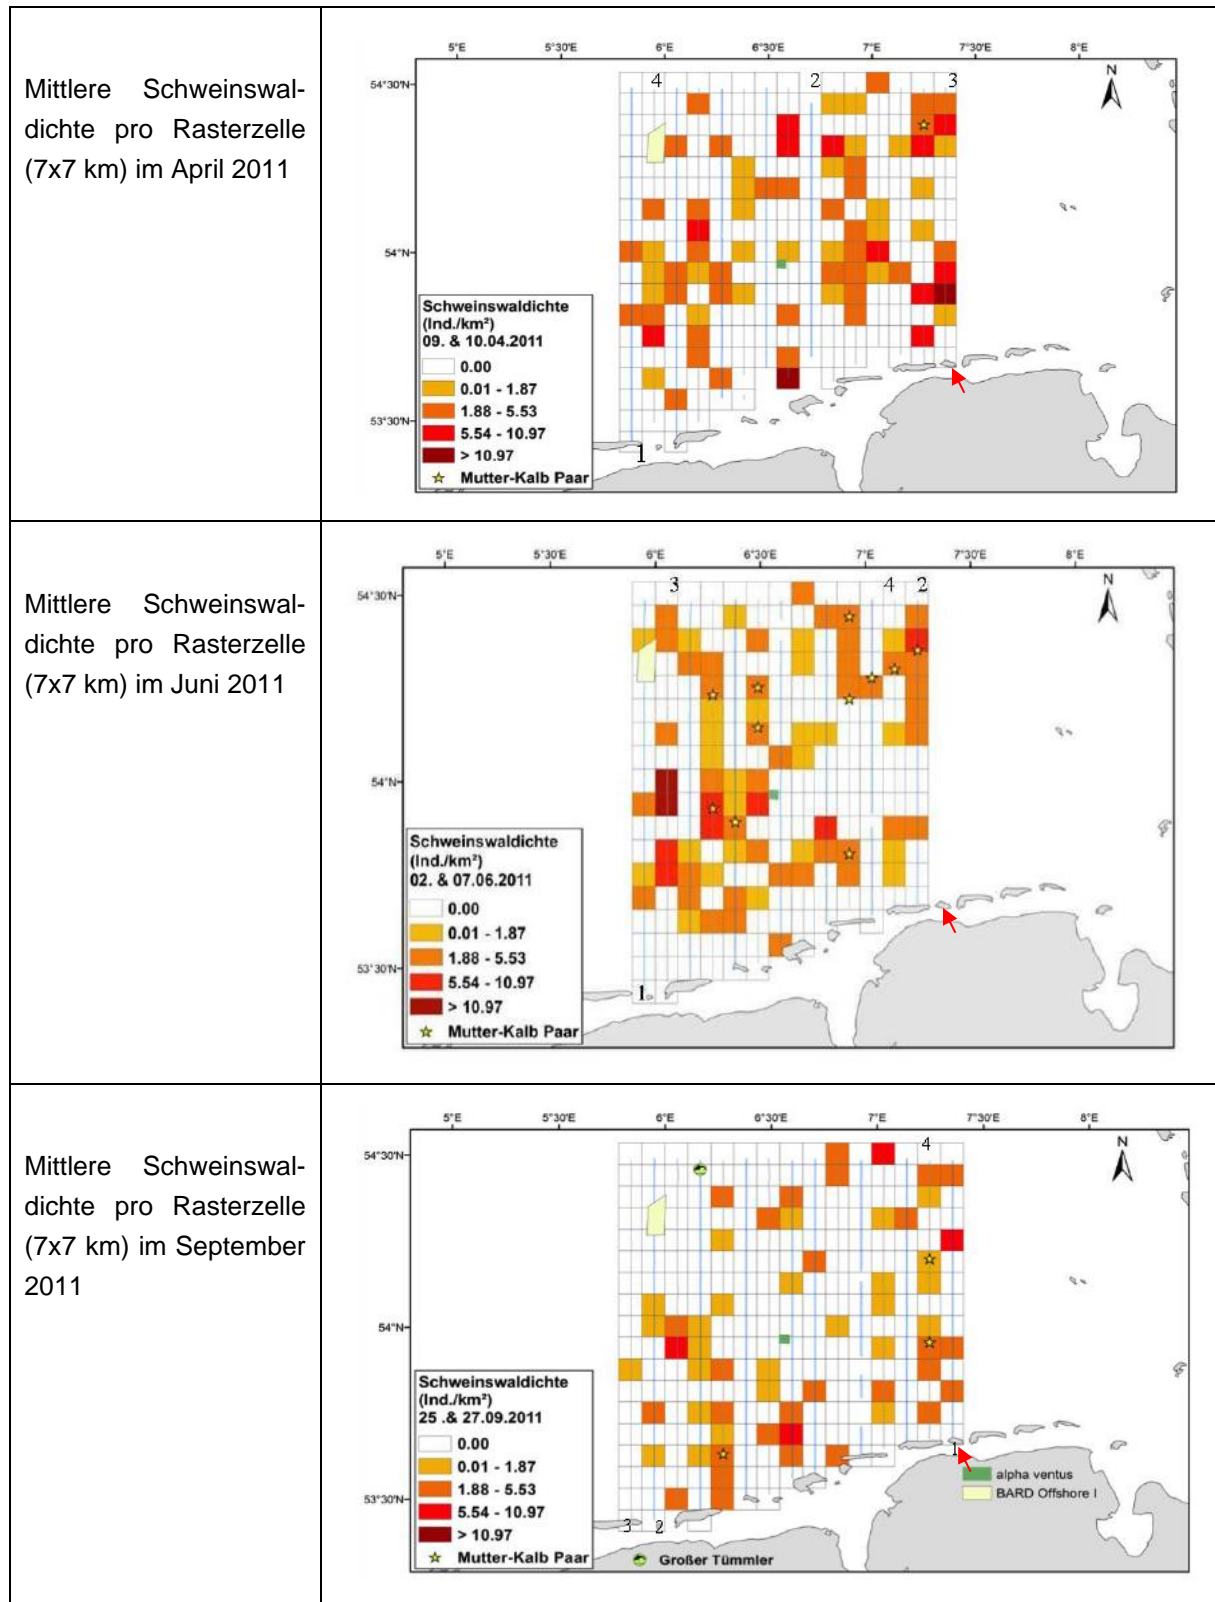 Mittlere Schweinswal-
dichte pro Rasterzelle
(7x7 km) im April 2011
5°E 5°30'E 6°E 6°30'E 7°E 7°30'E 8°E
54°30'N
54°N
53°30'N
4 2 3
N
1
Schweinswaldichte
(Ind./km²)
09. & 10.04.2011
0.00
0.01 - 1.87
1.88 - 5.53
5.54 - 10.97
> 10.97
Mutter-Kalb Paar
Mittlere Schweinswal-
dichte pro Rasterzelle
(7x7 km) im Juni 2011
5°E 5°30'E 6°E 6°30'E 7°E 7°30'E 8°E
54°30'N
54°N
53°30'N
3 4 2
N
1
Schweinswaldichte
(Ind./km²)
02. & 07.06.2011
0.00
0.01 - 1.87
1.88 - 5.53
5.54 - 10.97
> 10.97
Mutter-Kalb Paar
Mittlere Schweinswal-
dichte pro Rasterzelle
(7x7 km) im September
2011
5°E 5°30'E 6°E 6°30'E 7°E 7°30'E 8°E
54°30'N
54°N
53°30'N
4
N
1
3 2
Schweinswaldichte
(Ind./km²)
25 .& 27.09.2011
0.00
0.01 - 1.87
1.88 - 5.53
5.54 - 10.97
> 10.97
Mutter-Kalb Paar
Großer Tümmler
alpha ventus
BARD Offshore I